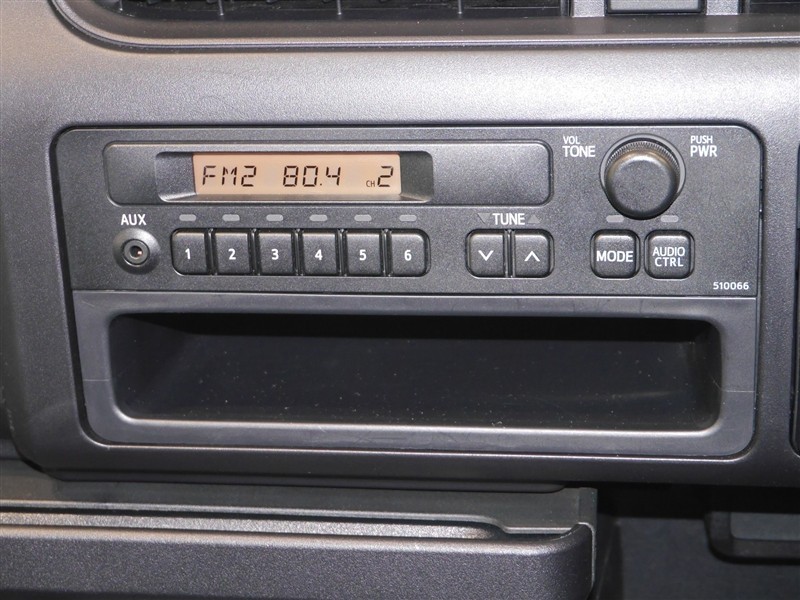 FM2 80.4 CH 2
VOL
TONE
PUSH
PWR
AUX
TUNE
1 2 3 4 5 6
MODE
AUDIO
CTRL
510066